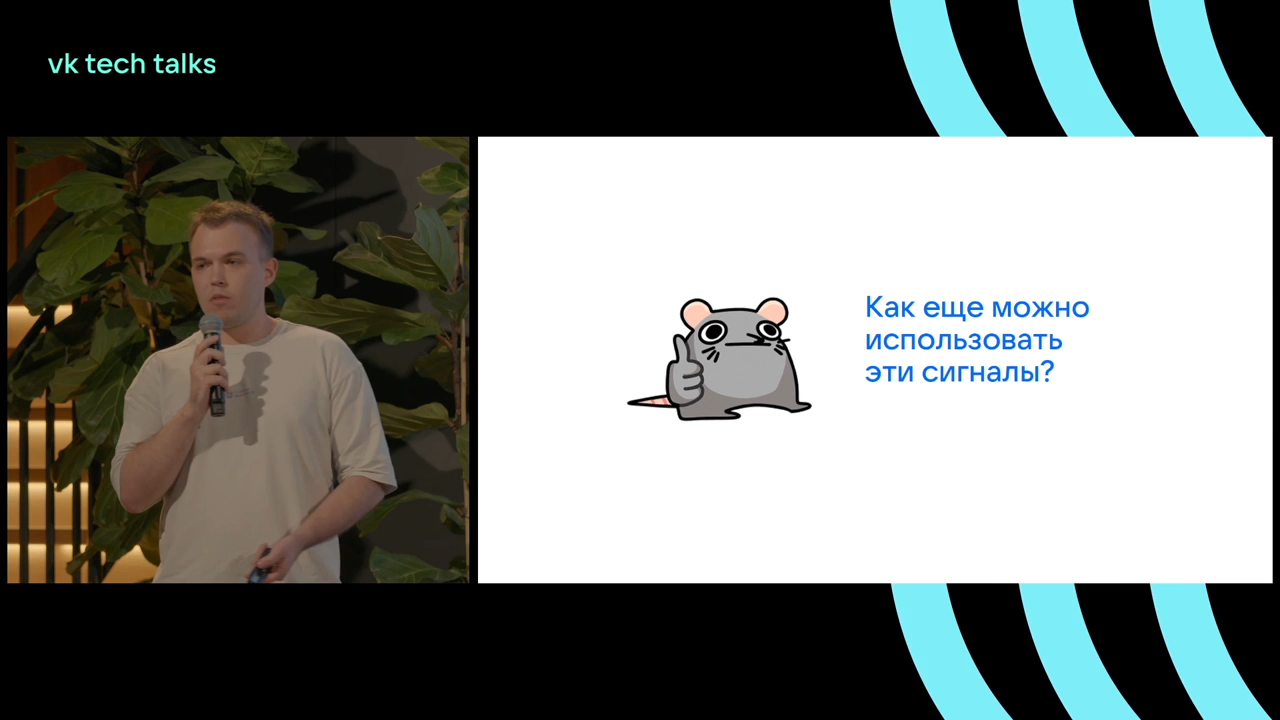 vk tech talks
Как еще можно
использовать
эти сигналы?